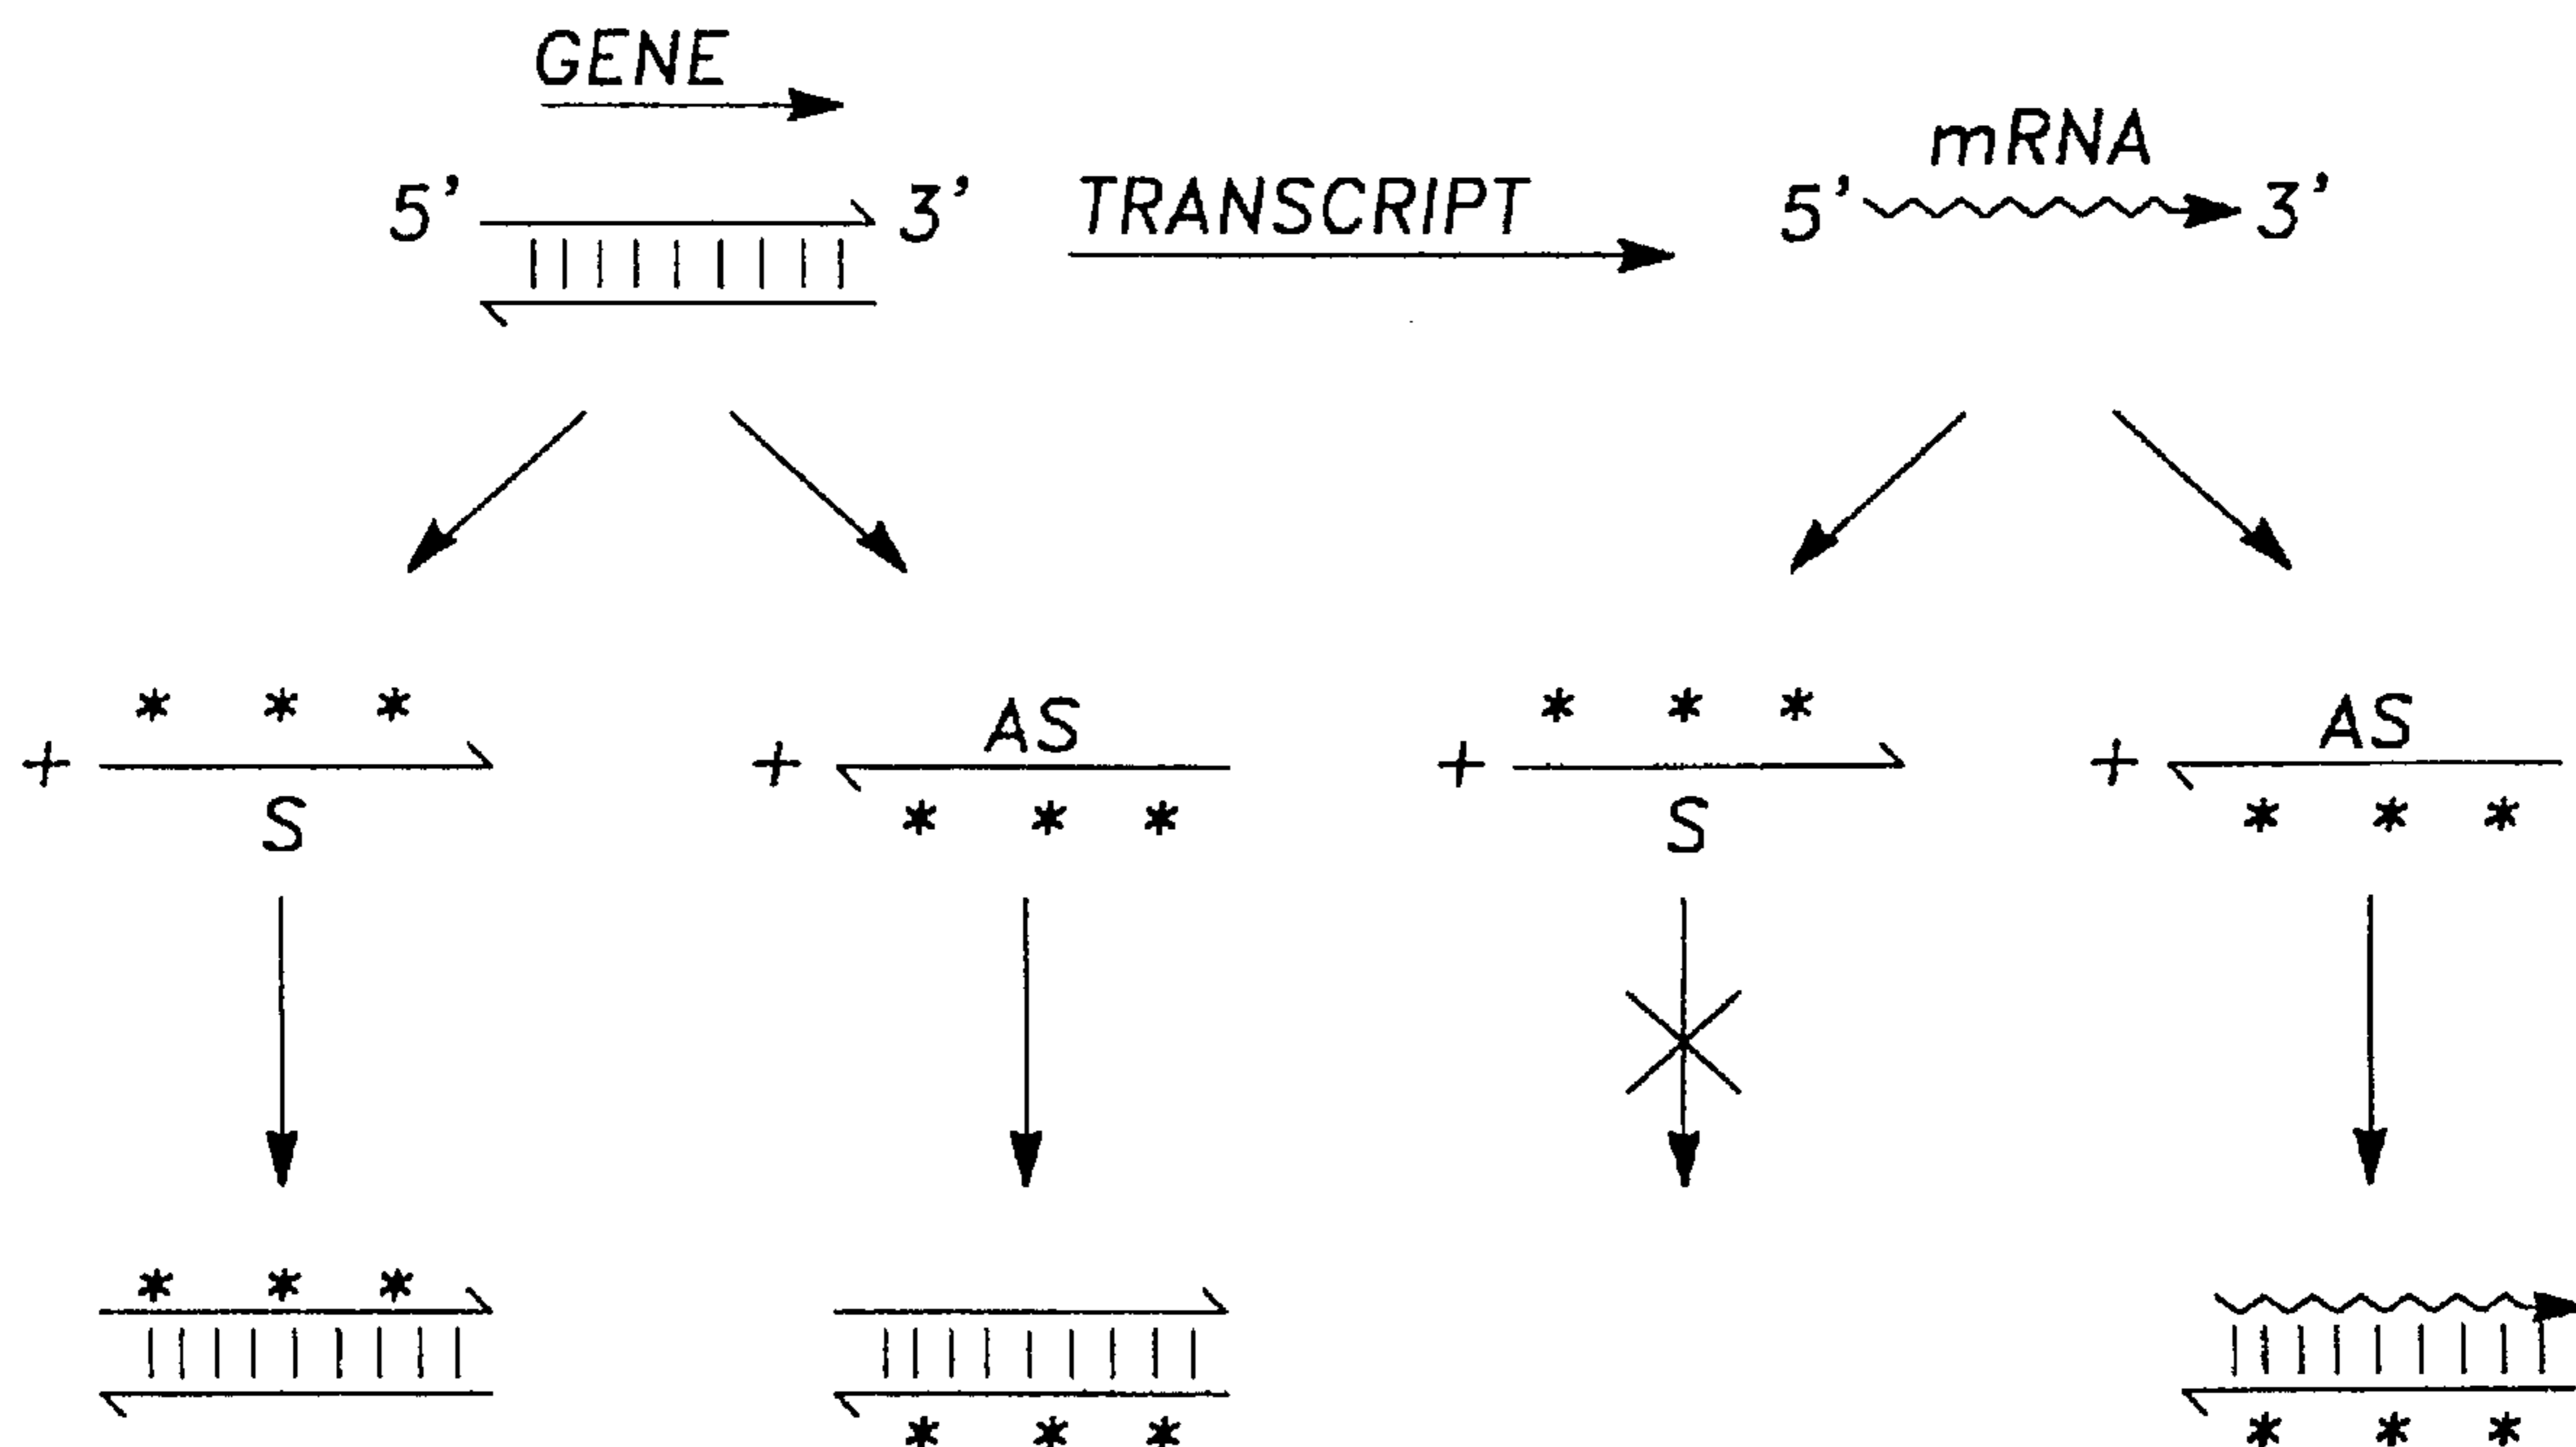 GENE
mRNA
5' 3' TRANSCRIPT 5' 3'
* * * AS * * * AS
+ + + +
S * * * S * * *
* * *
* * * * * *